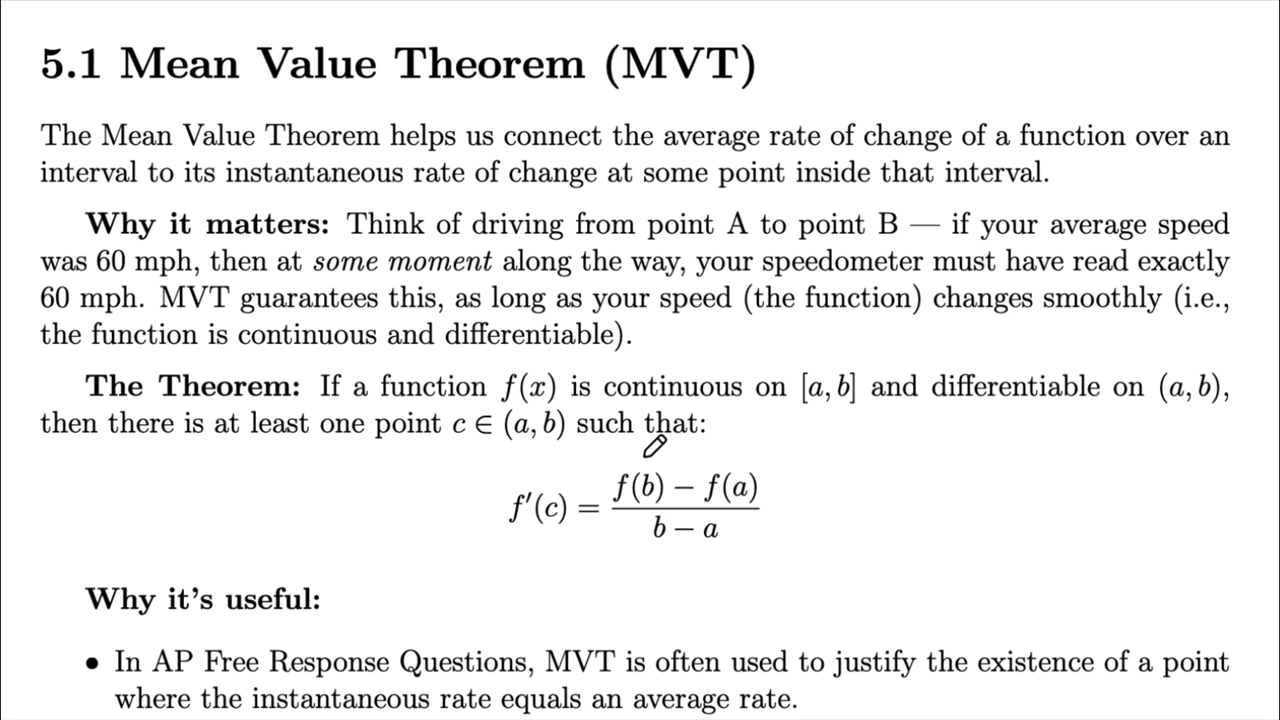 5.1 Mean Value Theorem (MVT)
The Mean Value Theorem helps us connect the average rate of change of a function over an
interval to its instantaneous rate of change at some point inside that interval.
Why it matters: Think of driving from point A to point B — if your average speed
was 60 mph, then at some moment along the way, your speedometer must have read exactly
60 mph. MVT guarantees this, as long as your speed (the function) changes smoothly (i.e.,
the function is continuous and differentiable).
The Theorem: If a function f(x) is continuous on [a, b] and differentiable on (a, b),
then there is at least one point c ∈ (a, b) such that:
f′(c) = \frac{f(b) − f(a)}{b − a}
Why it's useful:
• In AP Free Response Questions, MVT is often used to justify the existence of a point
where the instantaneous rate equals an average rate.